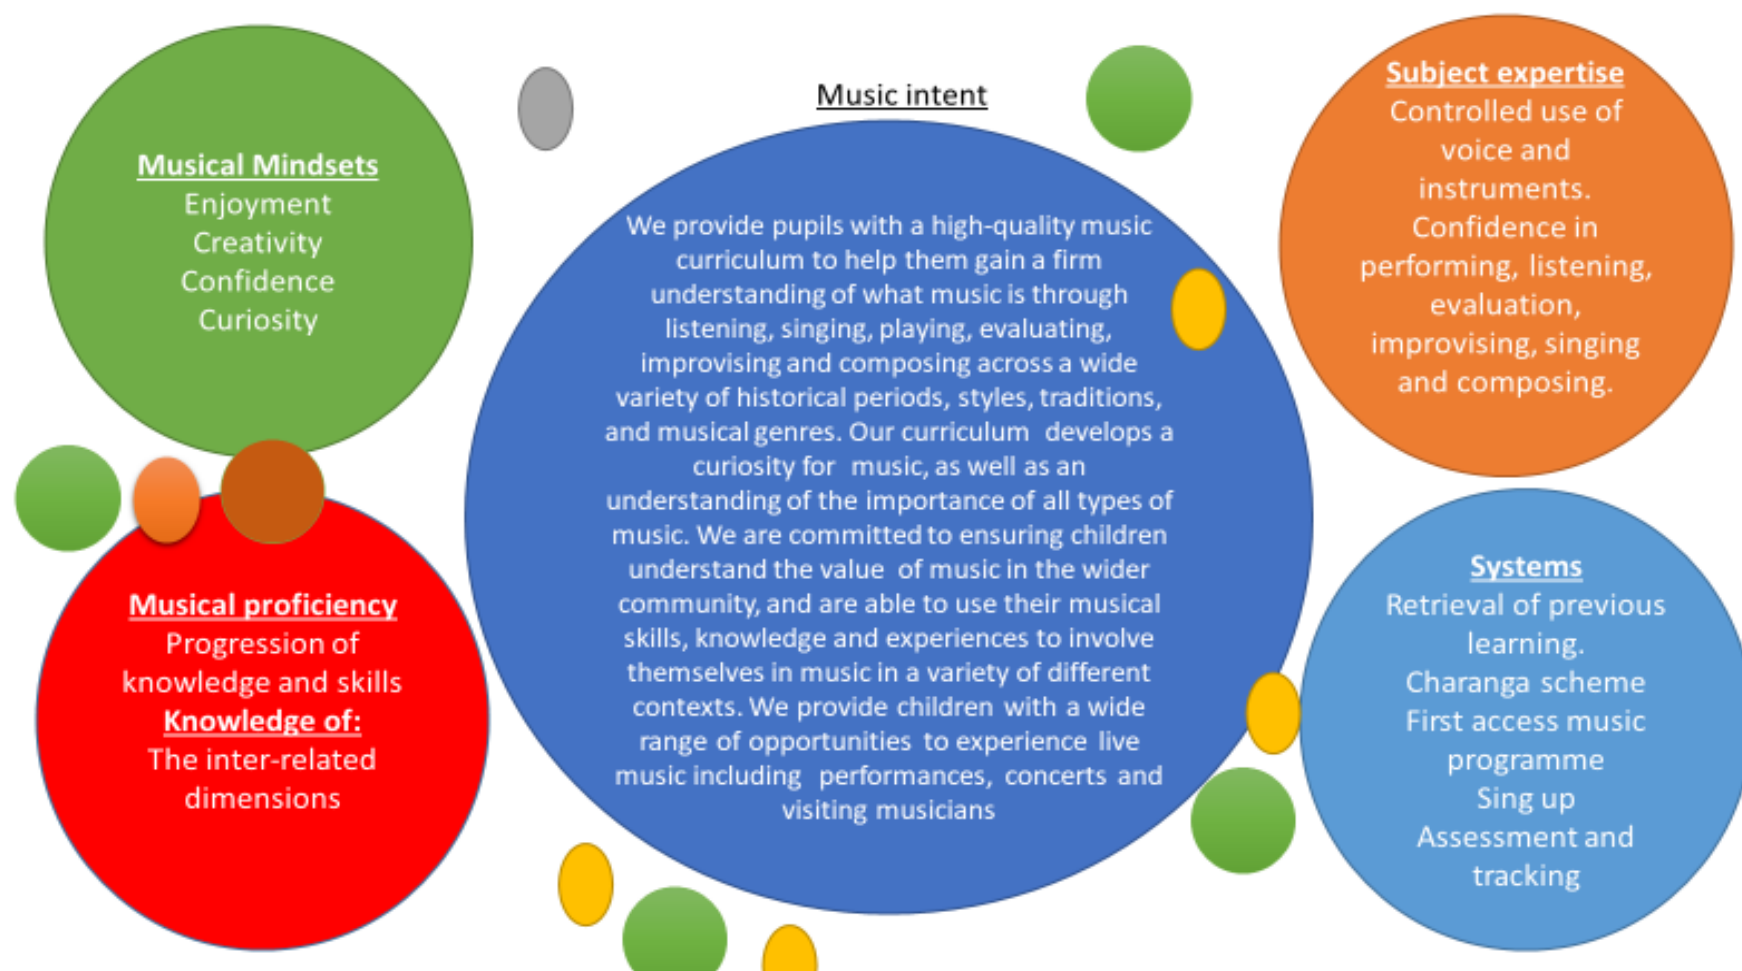 Music intent
Musical Mindsets
Enjoyment
Creativity
Confidence
Curiosity
Musical proficiency
Progression of
knowledge and skills
Knowledge of:
The inter-related
dimensions
We provide pupils with a high-quality music
curriculum to help them gain a firm
understanding of what music is through
listening, singing, playing, evaluating,
improvising and composing across a wide
variety of historical periods, styles, traditions,
and musical genres. Our curriculum develops a
curiosity for music, as well as an
understanding of the importance of all types of
music. We are committed to ensuring children
understand the value of music in the wider
community, and are able to use their musical
skills, knowledge and experiences to involve
themselves in music in a variety of different
contexts. We provide children with a wide
range of opportunities to experience live
music including performances, concerts and
visiting musicians
Subject expertise
Controlled use of
voice and
instruments.
Confidence in
performing, listening,
evaluation,
improvising, singing
and composing.
Systems
Retrieval of previous
learning.
Charanga scheme
First access music
programme
Sing up
Assessment and
tracking